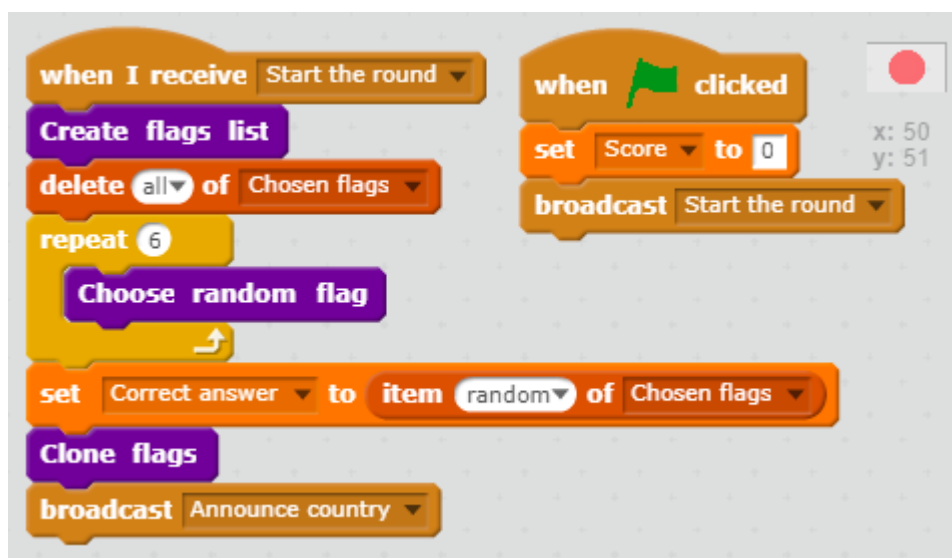 when I receive Start the round
Create flags list
delete all of Chosen flags
repeat 6
Choose random flag
set Correct answer to item random of Chosen flags
Clone flags
broadcast Announce country
when clicked
set Score to 0
broadcast Start the round
x: 50
y: 51